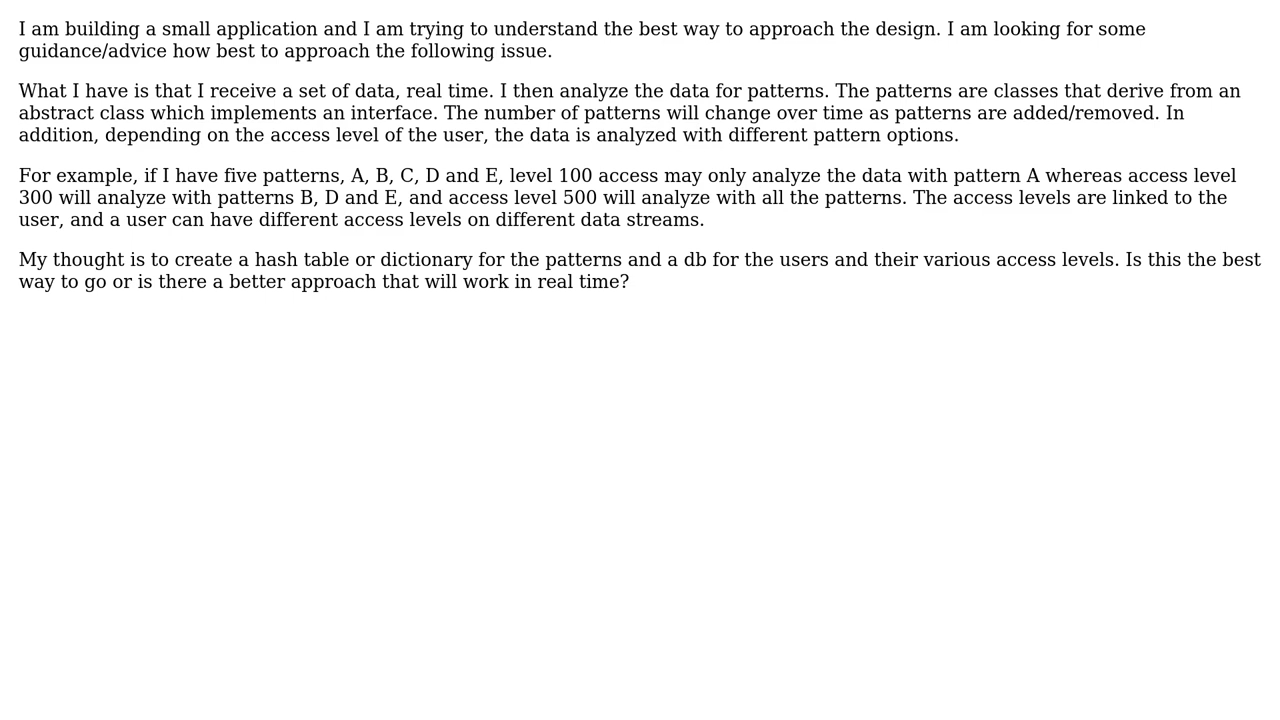 I am building a small application and I am trying to understand the best way to approach the design. I am looking for some
guidance/advice how best to approach the following issue.
What I have is that I receive a set of data, real time. I then analyze the data for patterns. The patterns are classes that derive from an
abstract class which implements an interface. The number of patterns will change over time as patterns are added/removed. In
addition, depending on the access level of the user, the data is analyzed with different pattern options.
For example, if I have five patterns, A, B, C, D and E, level 100 access may only analyze the data with pattern A whereas access level
300 will analyze with patterns B, D and E, and access level 500 will analyze with all the patterns. The access levels are linked to the
user, and a user can have different access levels on different data streams.
My thought is to create a hash table or dictionary for the patterns and a db for the users and their various access levels. Is this the best
way to go or is there a better approach that will work in real time?